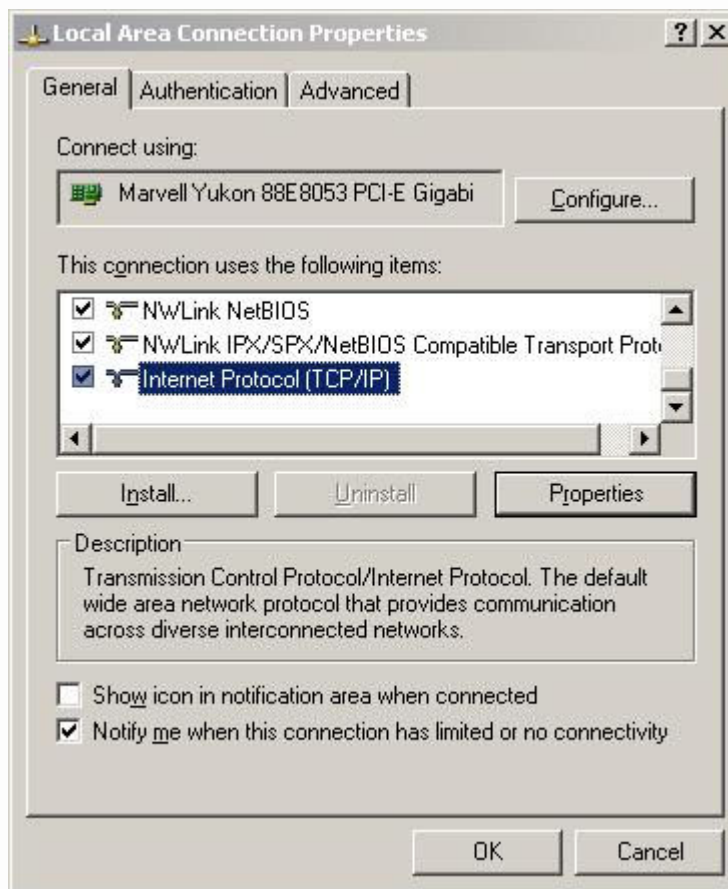 Local Area Connection Properties
General Authentication Advanced
Connect using:
Marvell Yukon 88E8053 PCI-E Gigabi Configure...
This connection uses the following items:
NWLink NetBIOS
NWLink IPX/SPX/NetBIOS Compatible Transport Prot
Internet Protocol (TCP/IP)
Install... Uninstall Properties
Description
Transmission Control Protocol/Internet Protocol. The default
wide area network protocol that provides communication
across diverse interconnected networks.
Show icon in notification area when connected
Notify me when this connection has limited or no connectivity
OK Cancel